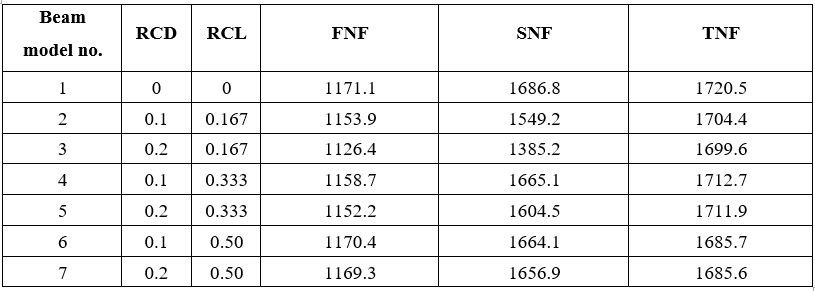 Beam model no. RCD RCL FNF SNF TNF
1 0 0 1171.1 1686.8 1720.5
2 0.1 0.167 1153.9 1549.2 1704.4
3 0.2 0.167 1126.4 1385.2 1699.6
4 0.1 0.333 1158.7 1665.1 1712.7
5 0.2 0.333 1152.2 1604.5 1711.9
6 0.1 0.50 1170.4 1664.1 1685.7
7 0.2 0.50 1169.3 1656.9 1685.6